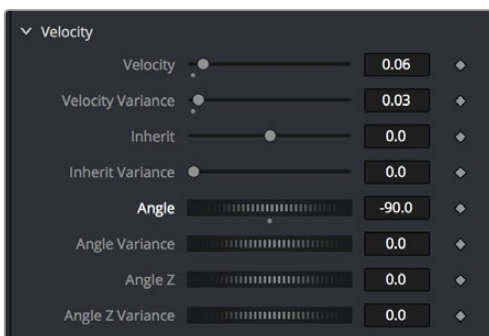 Velocity
Velocity 0.06
Velocity Variance 0.03
Inherit 0.0
Inherit Variance 0.0
Angle -90.0
Angle Variance 0.0
Angle Z 0.0
Angle Z Variance 0.0